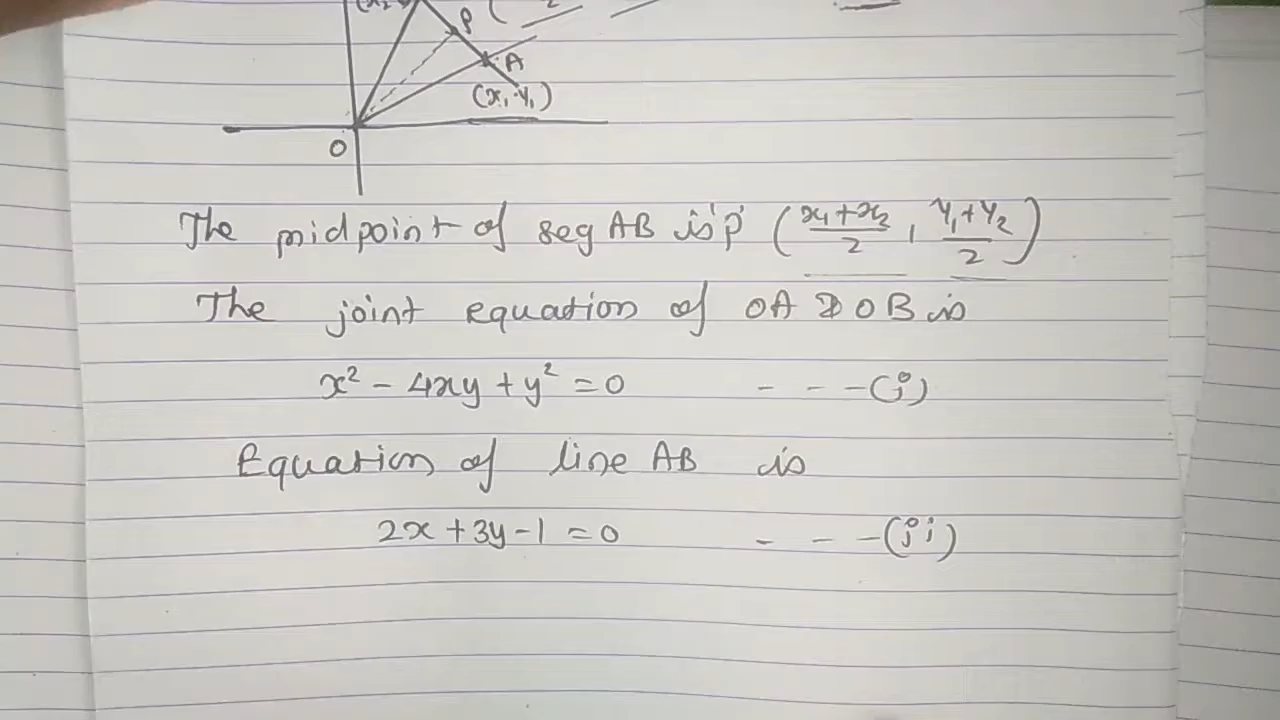 P (
2
A
(x₁, y₁)
O
The midpoint of seg AB is 'P' ( x₁+x₂/2 , y₁+y₂/2 )
The joint equation of OA & OB is
x² - 4xy + y² = 0 - - - (i)
Equation of line AB is
2x + 3y - 1 = 0 - - - (ii)